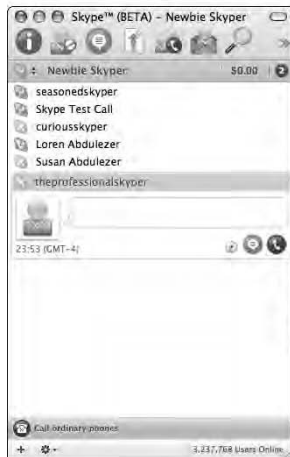 Skype™ (BETA) – Newbie Skyper
Newbie Skyper $0.00 2
seasonedskyper
Skype Test Call
curiousskyper
Loren Abdulezer
Susan Abdulezer
theprofessionalskyper
23:53 (GMT-4)
Call ordinary phones
3,237,768 Users Online